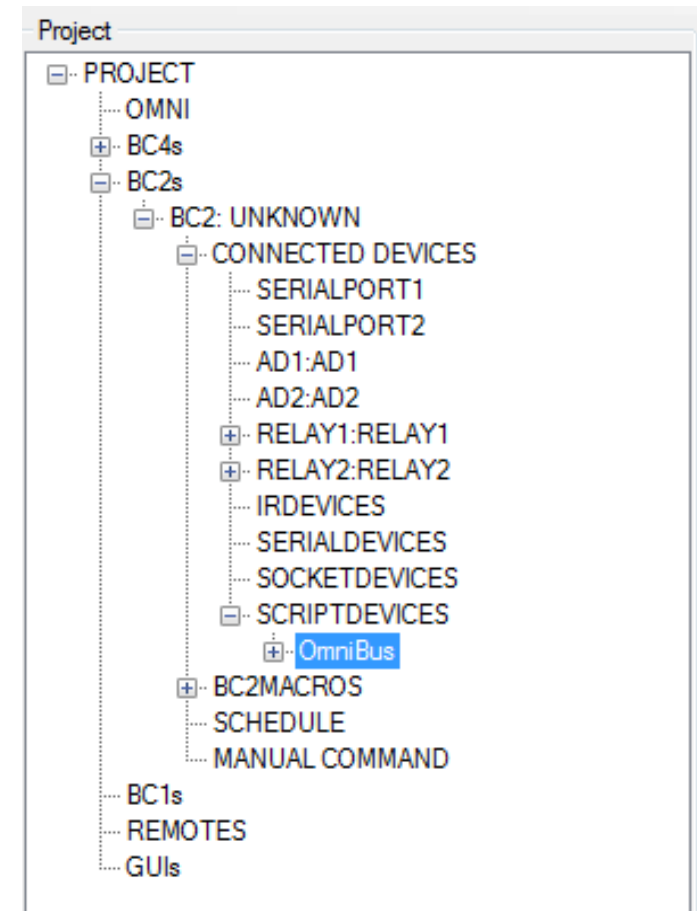 Project
PROJECT
OMNI
BC4s
BC2s
BC2: UNKNOWN
CONNECTED DEVICES
SERIALPORT1
SERIALPORT2
AD1:AD1
AD2:AD2
RELAY1:RELAY1
RELAY2:RELAY2
IRDEVICES
SERIALDEVICES
SOCKETDEVICES
SCRIPTDEVICES
OmniBus
BC2MACROS
SCHEDULE
MANUAL COMMAND
BC1s
REMOTES
GUIs